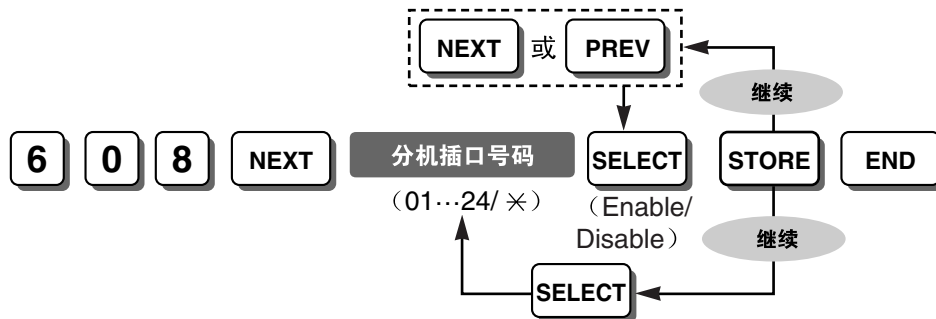 NEXT 或 PREV
继续
6 0 8 NEXT 分机插口号码 SELECT STORE END
(01⋯24/ ✳) (Enable/
Disable)
继续
SELECT